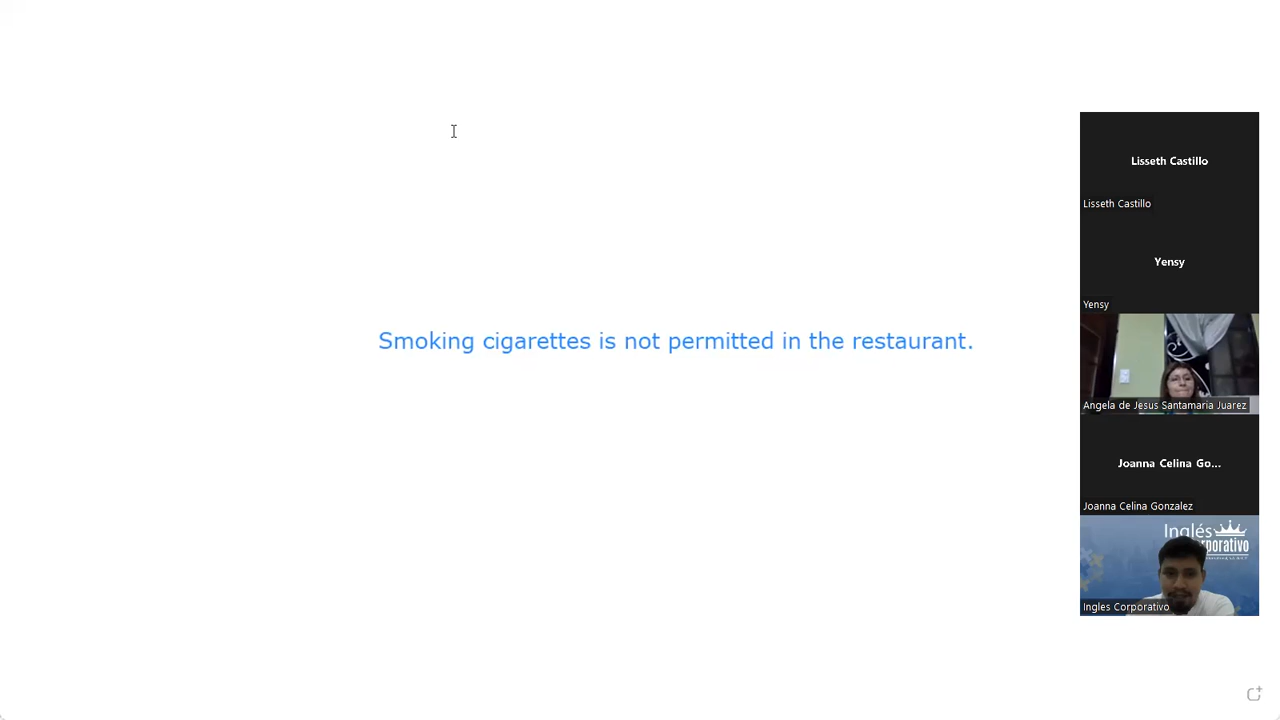 Smoking cigarettes is not permitted in the restaurant.
Lisseth Castillo
Lisseth Castillo
Yensy
Yensy
Angela de Jesus Santamaria Juarez
Joanna Celina Go...
Joanna Celina Gonzalez
Inglés
Ingles Corporativo